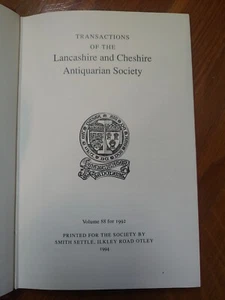 TRANSACTIONS
OF THE
Lancashire and Cheshire
Antiquarian Society
Volume 88 for 1992
PRINTED FOR THE SOCIETY BY
SMITH SETTLE, ILKLEY ROAD OTLEY
1994